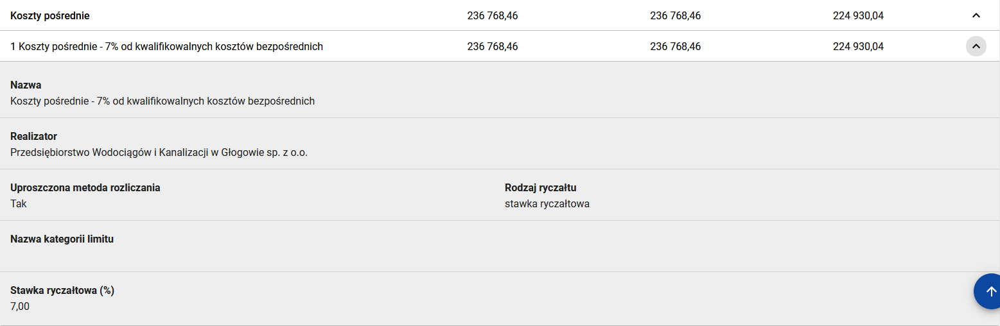 Koszty pośrednie 236 768,46 236 768,46 224 930,04
1 Koszty pośrednie - 7% od kwalifikowalnych kosztów bezpośrednich 236 768,46 236 768,46 224 930,04
Nazwa
Koszty pośrednie - 7% od kwalifikowalnych kosztów bezpośrednich
Realizator
Przedsiębiorstwo Wodociągów i Kanalizacji w Głogowie sp. z o.o.
Uproszczona metoda rozliczania Rodzaj ryczałtu
Tak stawka ryczałtowa
Nazwa kategorii limitu
Stawka ryczałtowa (%)
7,00